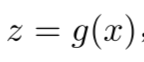 z = g(x),